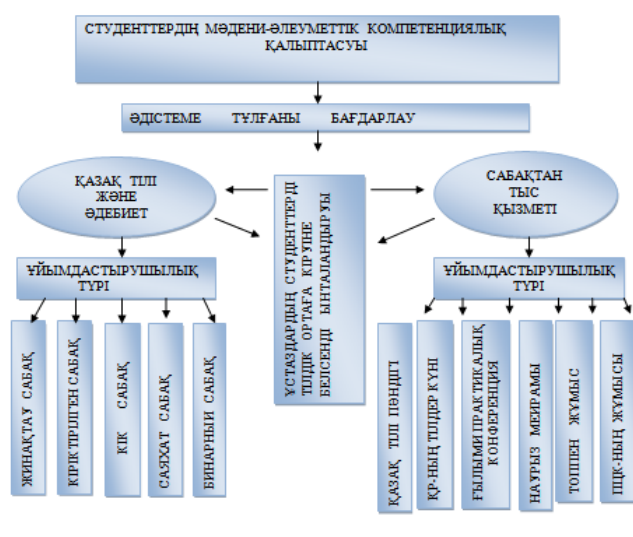 СТУДЕНТТЕРДІҢ МӘДЕНИ-ӘЛЕУМЕТТІК КОМПЕТЕНЦИЯЛЫҚ
ҚАЛЫПТАСУЫ
ӘДІСТЕМЕ ТҰЛҒАНЫ БАҒДАРЛАУ
ҚАЗАҚ ТІЛІ
ЖӘНЕ
ӘДЕБИЕТ
ҰСТАЗДАРДЫҢ СТУДЕНТТЕРДІ
ТІЛДІК ОРТАҒА КІРУІНЕ
БЕЛСЕНДІ ЫНТАЛАНДЫРУЫ
САБАҚТАН
ТЫС
ҚЫЗМЕТІ
ҰЙЫМДАСТЫРУШЫЛЫҚ
ТҮРІ
ҰЙЫМДАСТЫРУШЫЛЫҚ
ТҮРІ
ЖИНАҚТАУ САБАҚ
КІРІКТІРІЛГЕН САБАҚ
КІК САБАҚ
САЯХАТ САБАҚ
БИНАРНЫЙ САБАҚ
ҚАЗАҚ ТІЛІ ПӘНДІГІ
ҚР-НЫҢ ТІЛДЕР КҮНІ
ҒЫЛЫМИ ПРАКТИКАЛЫҚ
КОНФЕРЕНЦИЯ
НАУРЫЗ МЕЙРАМЫ
ТОППЕН ЖҰМЫС
ПЦК-НЫҢ ЖҰМЫСЫ